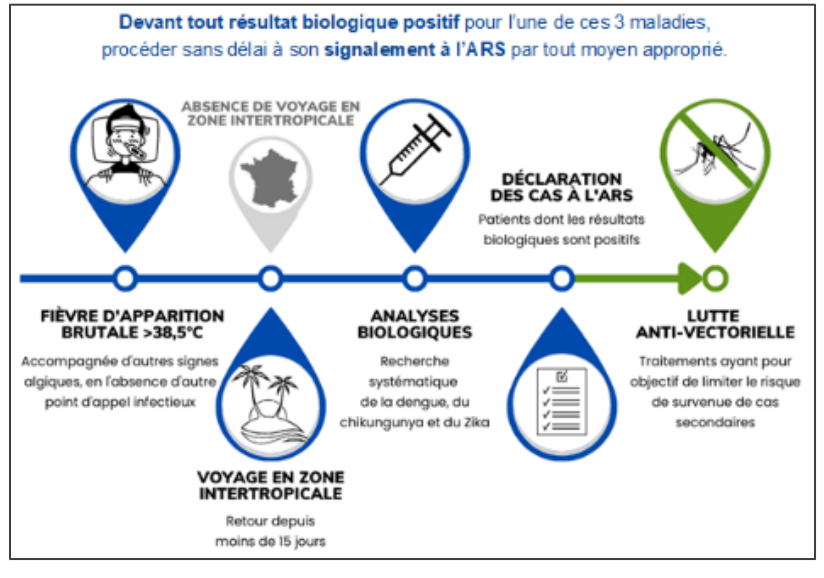 Devant tout résultat biologique positif pour l'une de ces 3 maladies,
procéder sans délai à son signalement à l'ARS par tout moyen approprié.
ABSENCE DE VOYAGE EN
ZONE INTERTROPICALE
DÉCLARATION
DES CAS À L'ARS
Patients dont les résultats
biologiques sont positifs
FIÈVRE D'APPARITION
BRUTALE >38,5°C
Accompagnée d'autres signes
algiques, en l'absence d'autre
point d'appel infectieux
VOYAGE EN ZONE
INTERTROPICALE
Retour depuis
moins de 15 jours
ANALYSES
BIOLOGIQUES
Recherche
systématique
de la dengue, du
chikungunya et du Zika
LUTTE
ANTI-VECTORIELLE
Traitements ayant pour
objectif de limiter le risque
de survenue de cas
secondaires